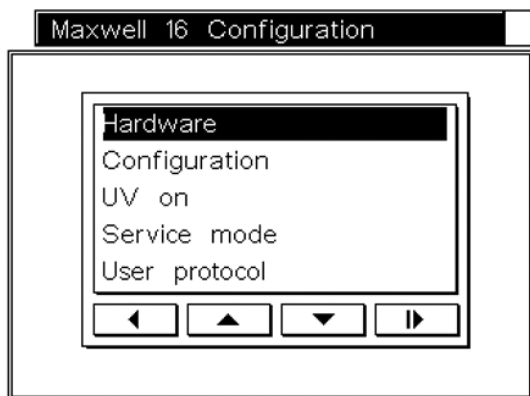 Maxwell 16 Configuration
Hardware
Configuration
UV on
Service mode
User protocol